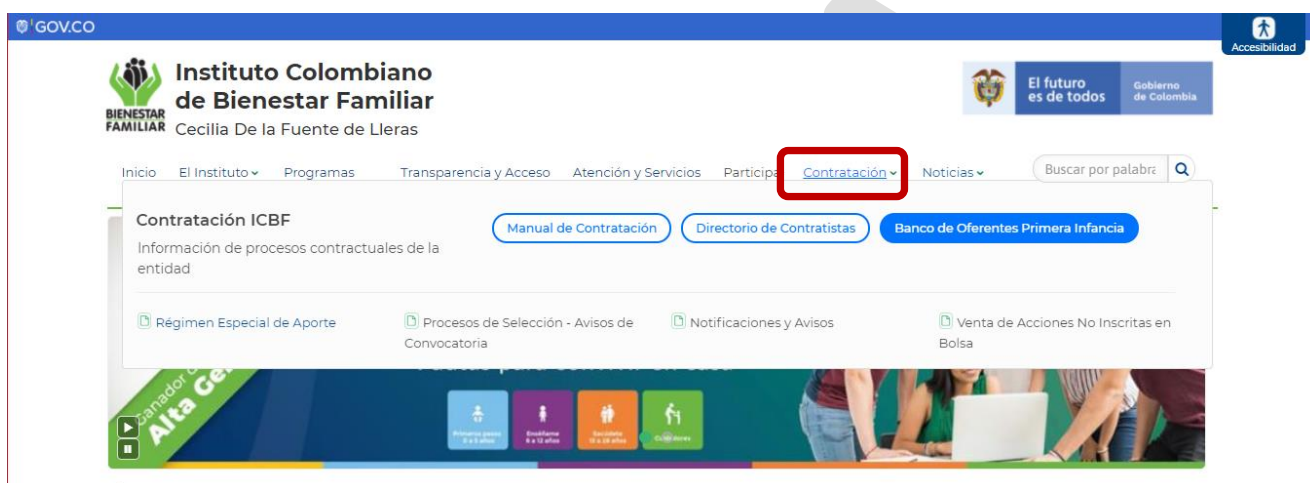 GOV.CO
Accesibilidad
Instituto Colombiano
de Bienestar Familiar
Cecilia De la Fuente de Lleras
BIENESTAR
FAMILIAR
El futuro
es de todos
Gobierno
de Colombia
Inicio El Instituto Programas Transparencia y Acceso Atención y Servicios Participa Contratación Noticias Buscar por palabra
Contratación ICBF
Información de procesos contractuales de la
entidad
Manual de Contratación Directorio de Contratistas Banco de Oferentes Primera Infancia
Régimen Especial de Aporte
Procesos de Selección - Avisos de
Convocatoria
Notificaciones y Avisos
Venta de Acciones No Inscritas en
Bolsa
Ganador
Alta